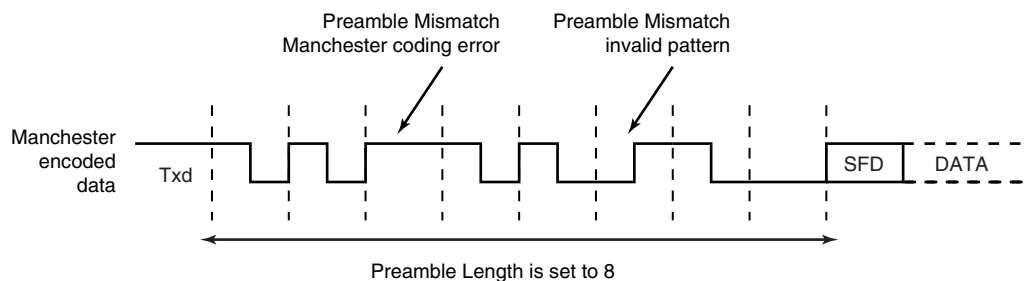 Preamble Mismatch
Manchester coding error
Preamble Mismatch
invalid pattern
Manchester
encoded
data
Txd
SFD
DATA
Preamble Length is set to 8